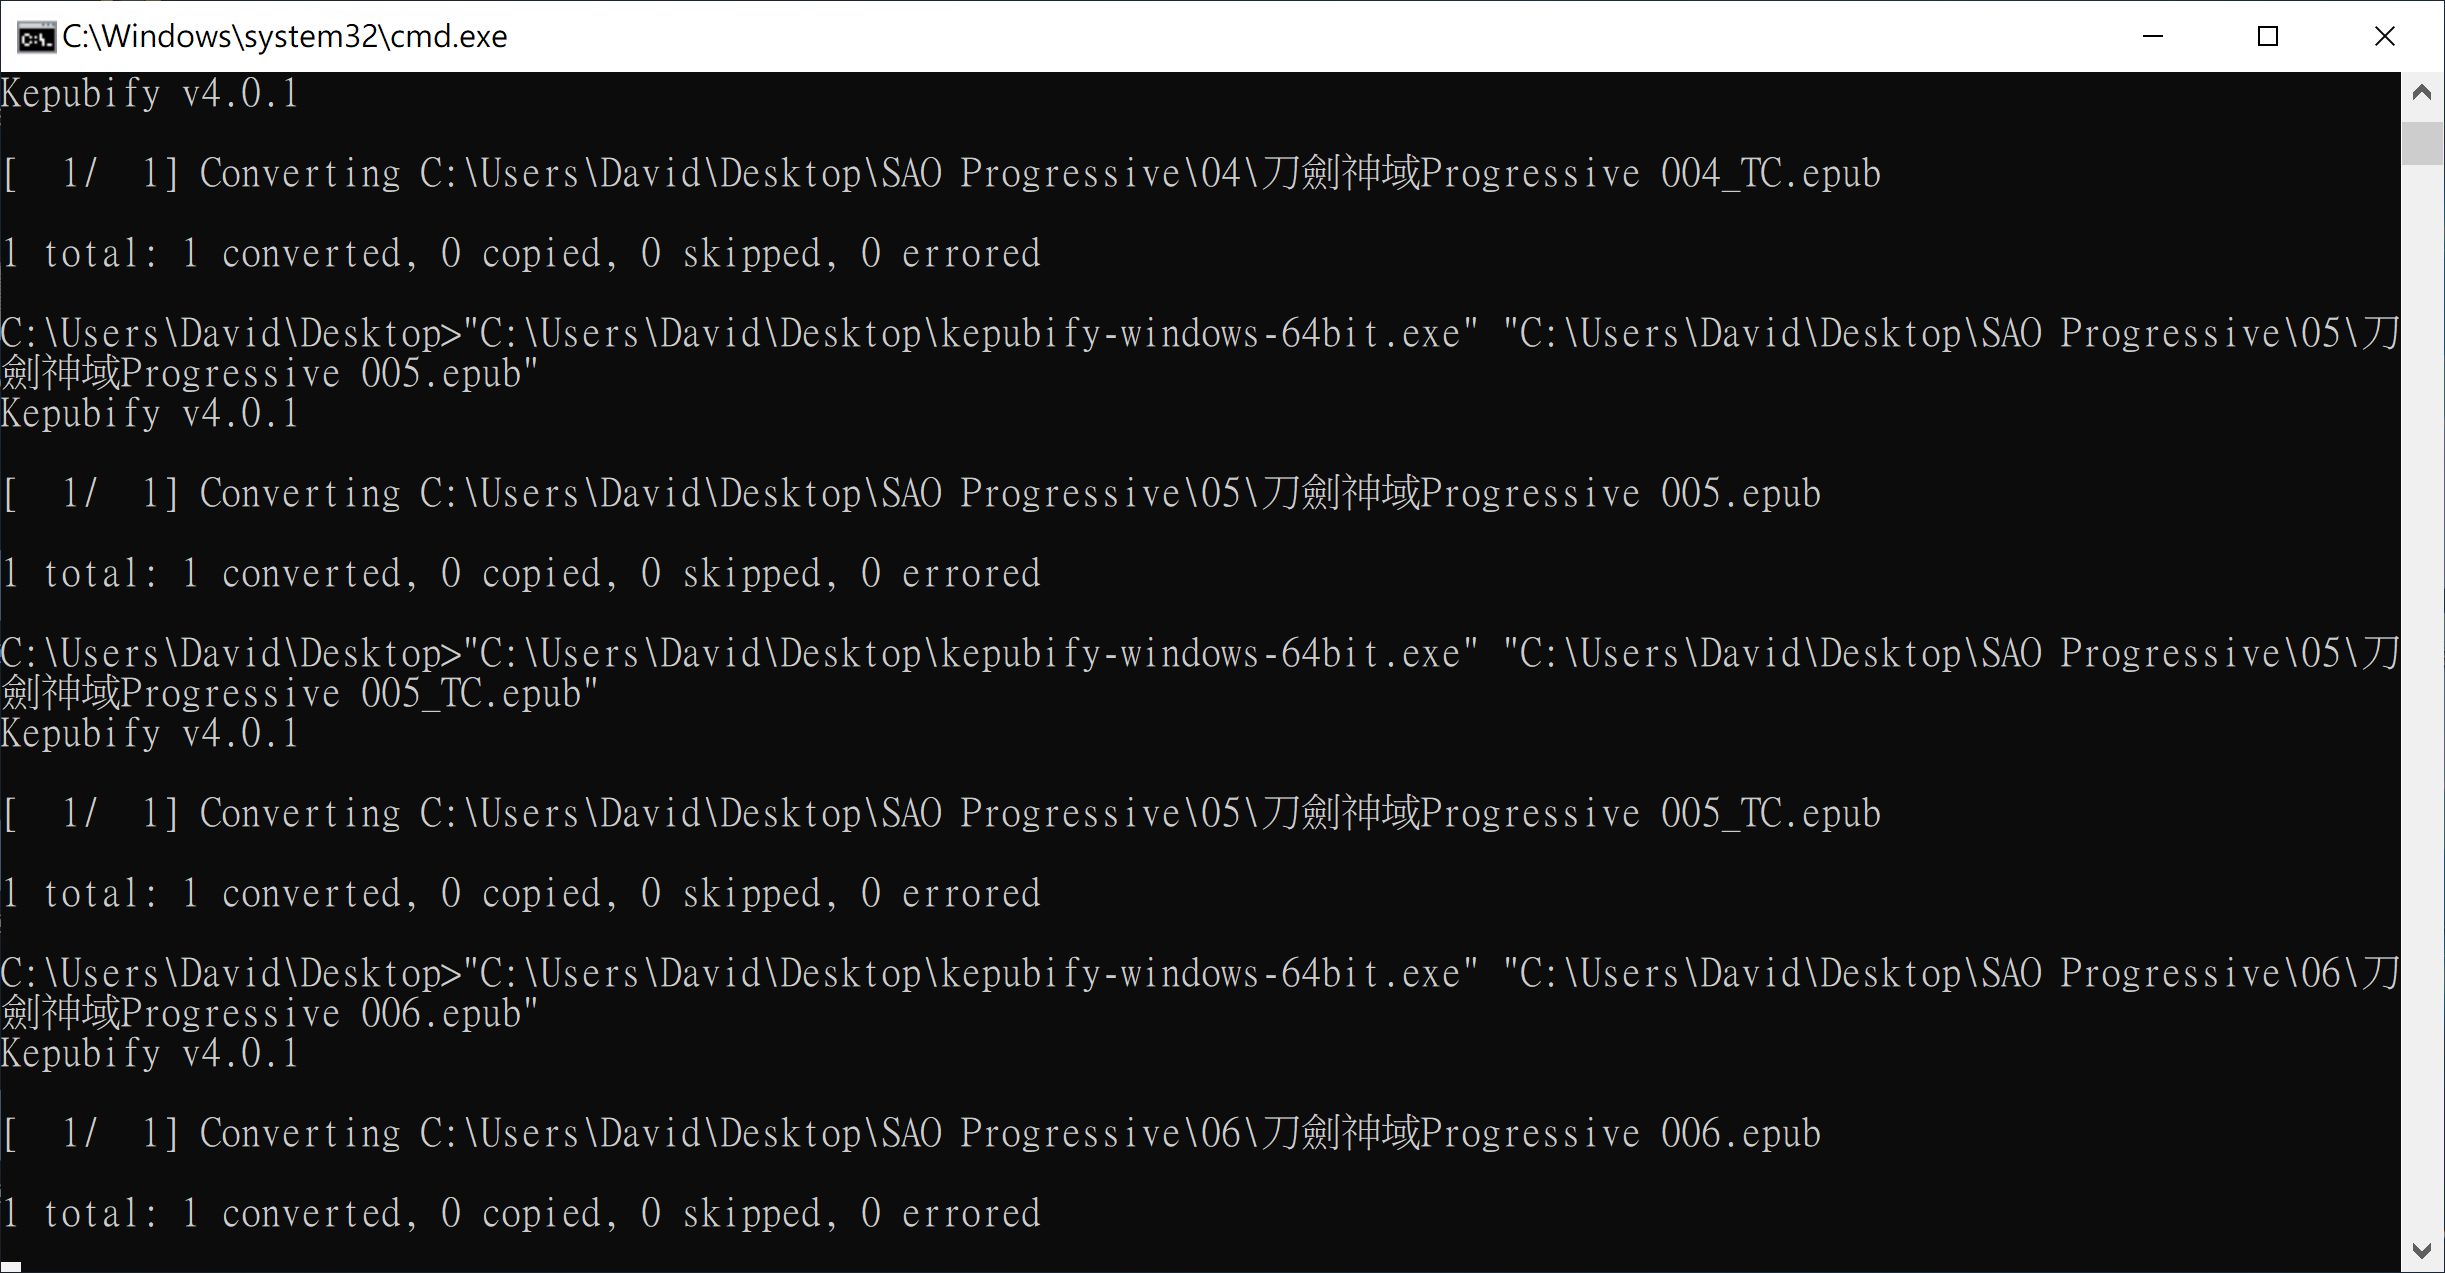 C:\Windows\system32\cmd.exe
Kepubify v4.0.1
[  1/  1] Converting C:\Users\David\Desktop\SAO Progressive\04\刀劍神域Progressive 004_TC.epub
1 total: 1 converted, 0 copied, 0 skipped, 0 errored
C:\Users\David\Desktop>"C:\Users\David\Desktop\kepubify-windows-64bit.exe" "C:\Users\David\Desktop\SAO Progressive\05\刀
劍神域Progressive 005.epub"
Kepubify v4.0.1
[  1/  1] Converting C:\Users\David\Desktop\SAO Progressive\05\刀劍神域Progressive 005.epub
1 total: 1 converted, 0 copied, 0 skipped, 0 errored
C:\Users\David\Desktop>"C:\Users\David\Desktop\kepubify-windows-64bit.exe" "C:\Users\David\Desktop\SAO Progressive\05\刀
劍神域Progressive 005_TC.epub"
Kepubify v4.0.1
[  1/  1] Converting C:\Users\David\Desktop\SAO Progressive\05\刀劍神域Progressive 005_TC.epub
1 total: 1 converted, 0 copied, 0 skipped, 0 errored
C:\Users\David\Desktop>"C:\Users\David\Desktop\kepubify-windows-64bit.exe" "C:\Users\David\Desktop\SAO Progressive\06\刀
劍神域Progressive 006.epub"
Kepubify v4.0.1
[  1/  1] Converting C:\Users\David\Desktop\SAO Progressive\06\刀劍神域Progressive 006.epub
1 total: 1 converted, 0 copied, 0 skipped, 0 errored